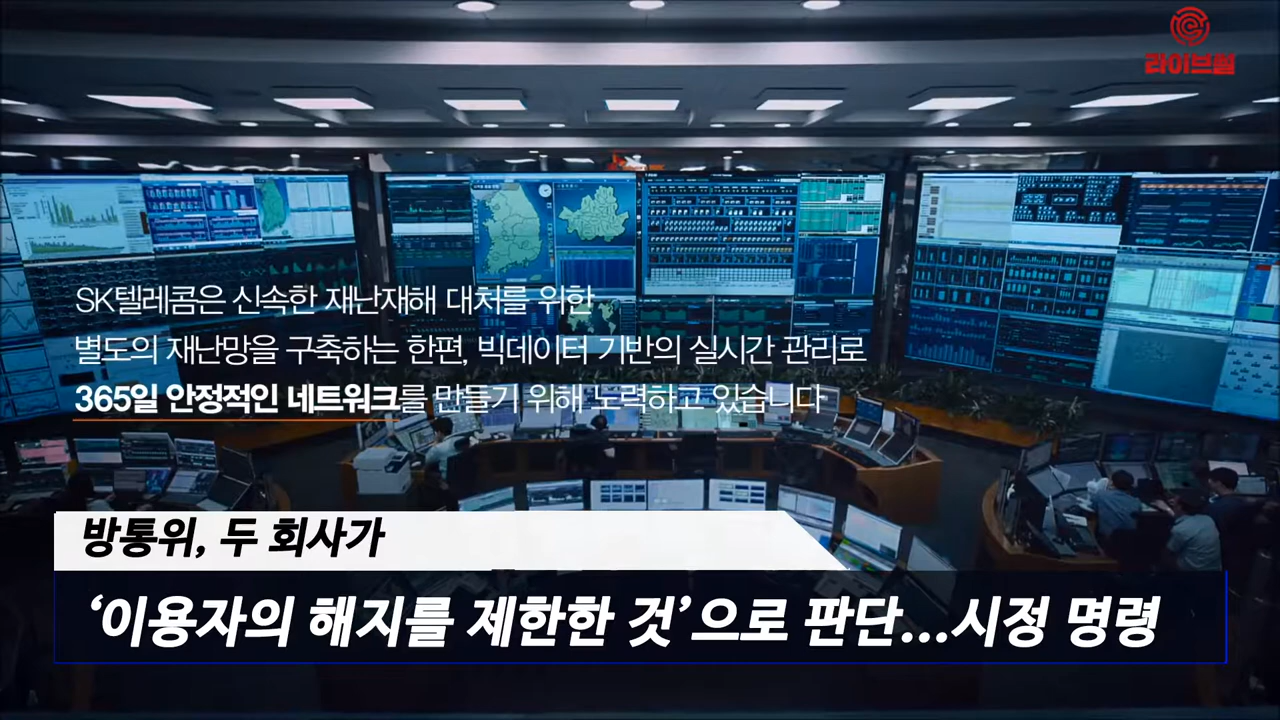 라이브썰
SK텔레콤은 신속한 재난재해 대처를 위한
별도의 재난망을 구축하는 한편, 빅데이터 기반의 실시간 관리로
365일 안정적인 네트워크를 만들기 위해 노력하고 있습니다
방통위, 두 회사가
‘이용자의 해지를 제한한 것’으로 판단...시정 명령